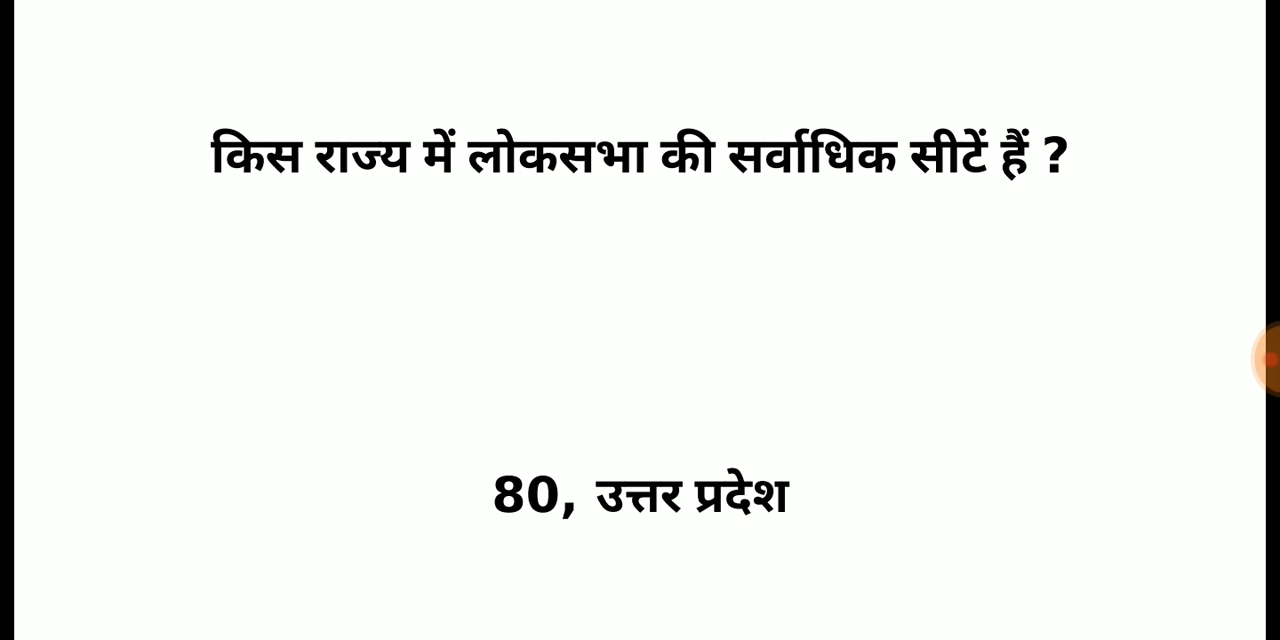 किस राज्य में लोकसभा की सर्वाधिक सीटें हैं ?
80, उत्तर प्रदेश